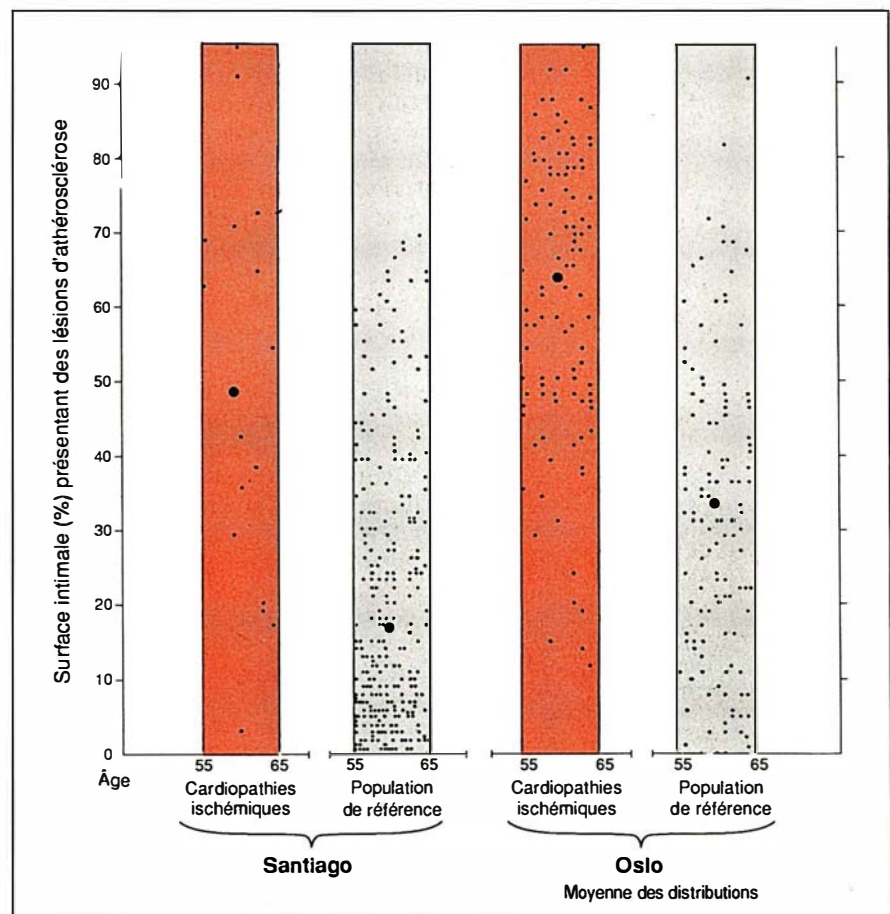 Surface intimale (%) présentant des lésions d'athérosclérose
90
80
70
60
50
40
30
20
10
0
Âge
55 65 55 65 55 65 55 65
Cardiopathies
ischémiques
Population
de référence
Cardiopathies
ischémiques
Population
de référence
Santiago Oslo
Moyenne des distributions